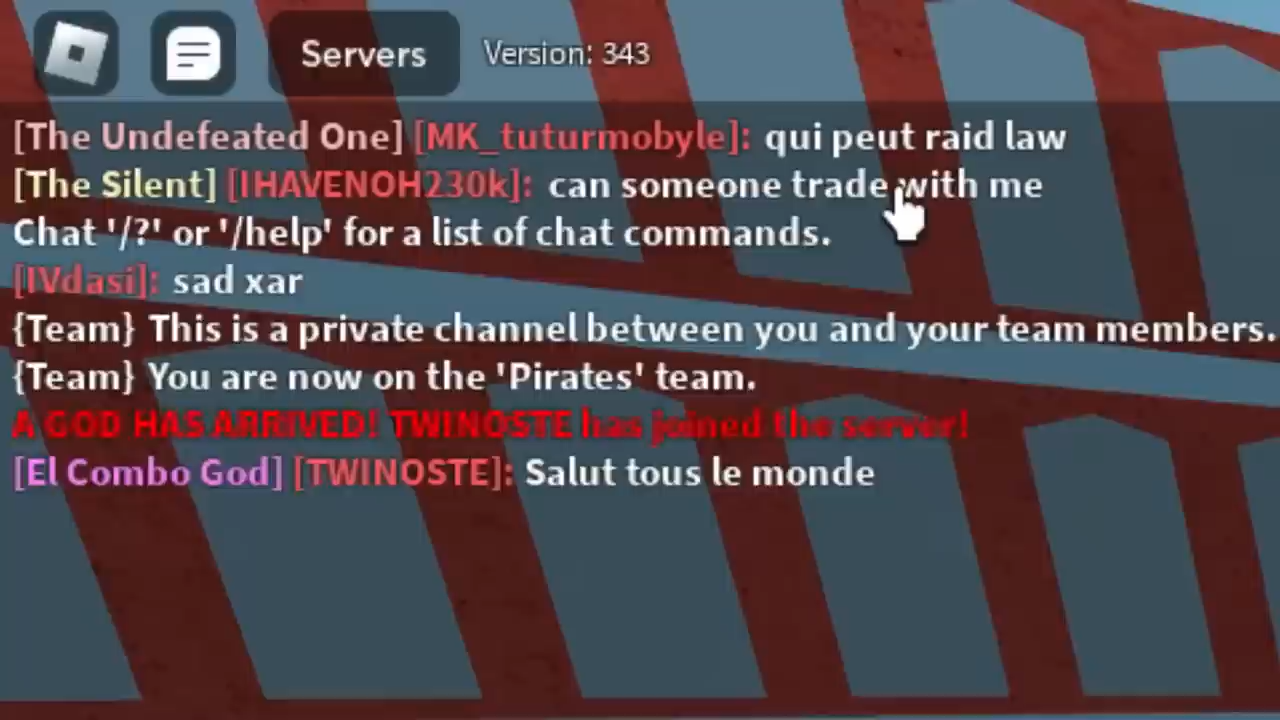 Servers Version: 343
[The Undefeated One] [MK_tuturmobyle]: qui peut raid law
[The Silent] [IHAVENOH230k]: can someone trade with me
Chat '/?' or '/help' for a list of chat commands.
[IVdasi]: sad xar
{Team} This is a private channel between you and your team members.
{Team} You are now on the 'Pirates' team.
A GOD HAS ARRIVED! TWINOSTE has joined the server!
[El Combo God] [TWINOSTE]: Salut tous le monde